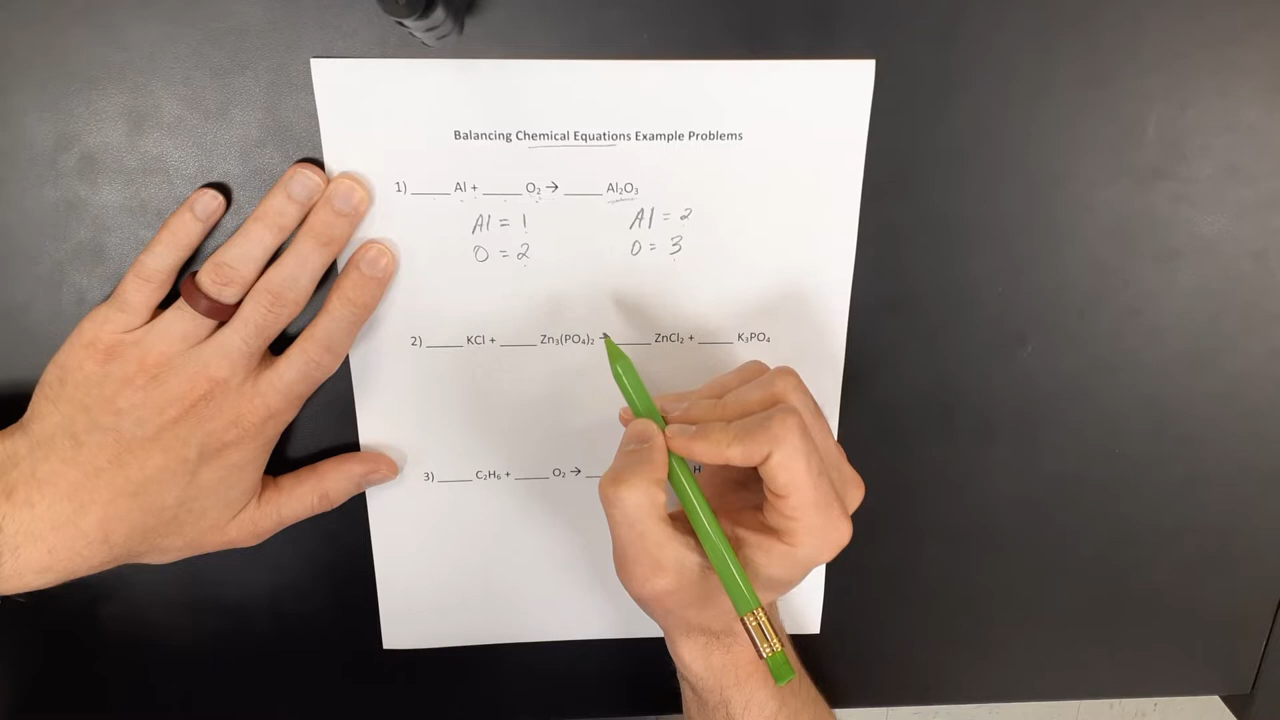 Balancing Chemical Equations Example Problems
1) _____ Al + _____ O₂ → _____ Al₂O₃
Al = 1 Al = 2
O = 2 O = 3
2) _____ KCl + _____ Zn₃(PO₄)₂ _____ ZnCl₂ + _____ K₃PO₄
3) _____ C₂H₆ + _____ O₂ → __ H